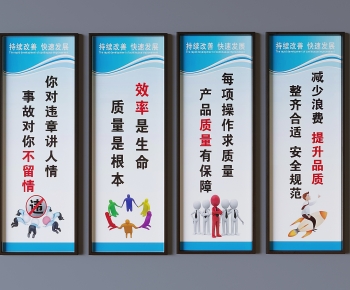 持续改善 快速发展
你对违章讲人情
事故对你不留情
违
持续改善 快速发展
效率是生命
质量是根本
持续改善 快速发展
每项操作求质量
产品质量有保障
持续改善 快速发展
减少浪费 提升品质
整齐合适 安全规范